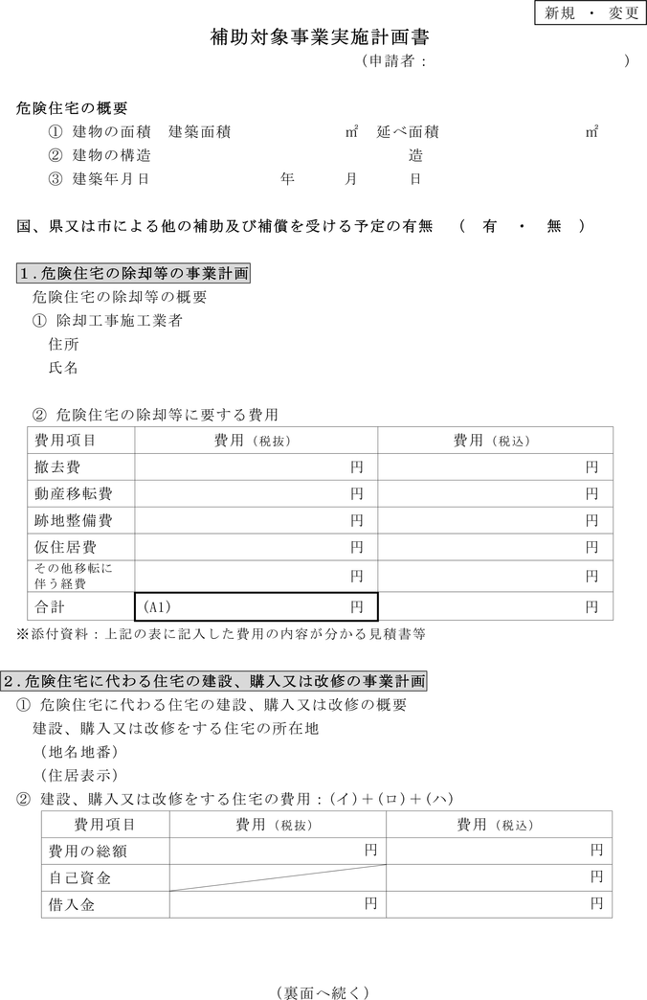 新規 ・ 変更
補助対象事業実施計画書
（申請者： ）
危険住宅の概要
① 建物の面積 建築面積 ㎡ 延べ面積 ㎡
② 建物の構造 造
③ 建築年月日 年 月 日
国、県又は市による他の補助及び補償を受ける予定の有無 （ 有 ・ 無 ）
１.危険住宅の除却等の事業計画
危険住宅の除却等の概要
① 除却工事施工業者
住所
氏名
② 危険住宅の除却等に要する費用
費用項目 費用（税抜） 費用（税込）
撤去費 円 円
動産移転費 円 円
跡地整備費 円 円
仮住居費 円 円
その他移転に
伴う経費 円 円
合計 (A1) 円 円
※添付資料：上記の表に記入した費用の内容が分かる見積書等
２.危険住宅に代わる住宅の建設、購入又は改修の事業計画
① 危険住宅に代わる住宅の建設、購入又は改修の概要
建設、購入又は改修をする住宅の所在地
（地名地番）
（住居表示）
② 建設、購入又は改修をする住宅の費用：(イ)＋(ロ)＋(ハ)
費用項目 費用（税抜） 費用（税込）
費用の総額 円 円
自己資金 円
借入金 円 円
（裏面へ続く）